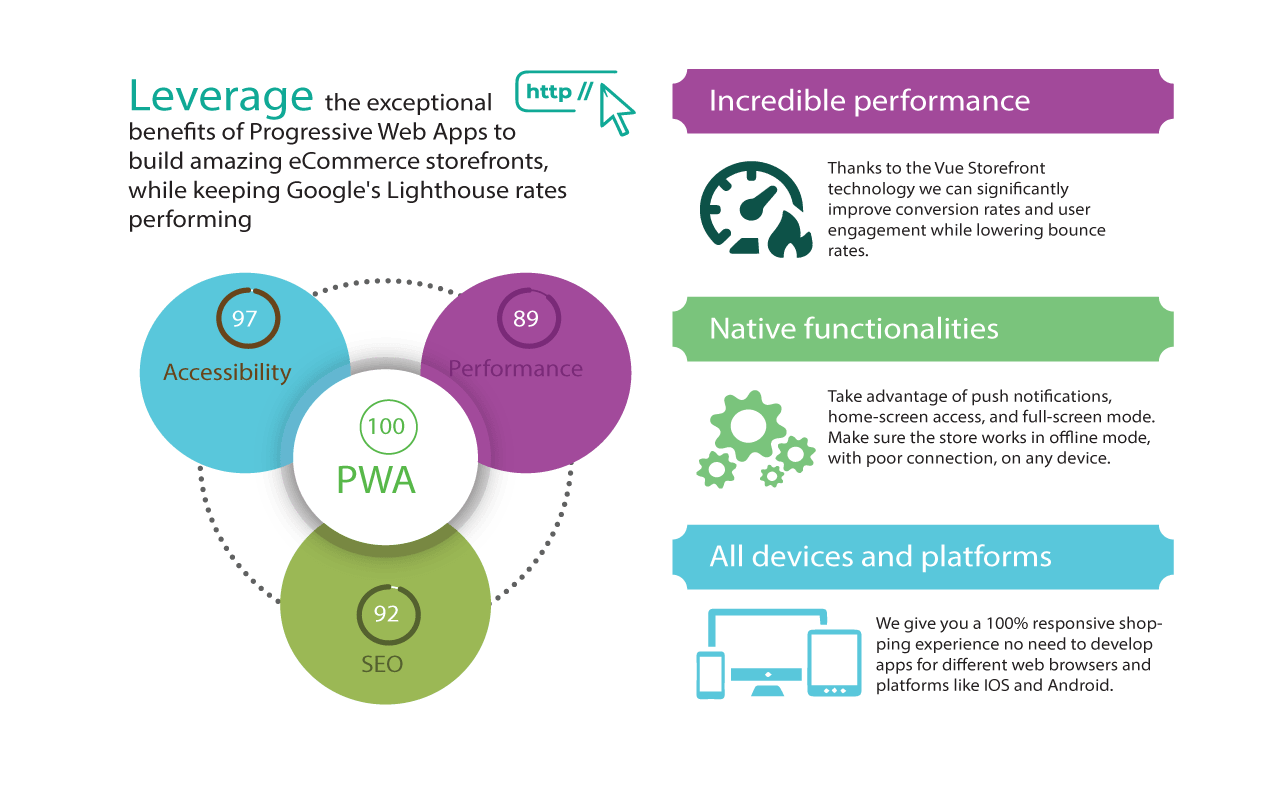 Leverage the exceptional
benefits of Progressive Web Apps to
build amazing eCommerce storefronts,
while keeping Google's Lighthouse rates
performing
http //
97
Accessibility
89
Performance
100
PWA
92
SEO
Incredible performance
Thanks to the Vue Storefront
technology we can significantly
improve conversion rates and user
engagement while lowering bounce
rates.
Native functionalities
Take advantage of push notifications,
home-screen access, and full-screen mode.
Make sure the store works in offline mode,
with poor connection, on any device.
All devices and platforms
We give you a 100% responsive shop-
ping experience no need to develop
apps for different web browsers and
platforms like IOS and Android.